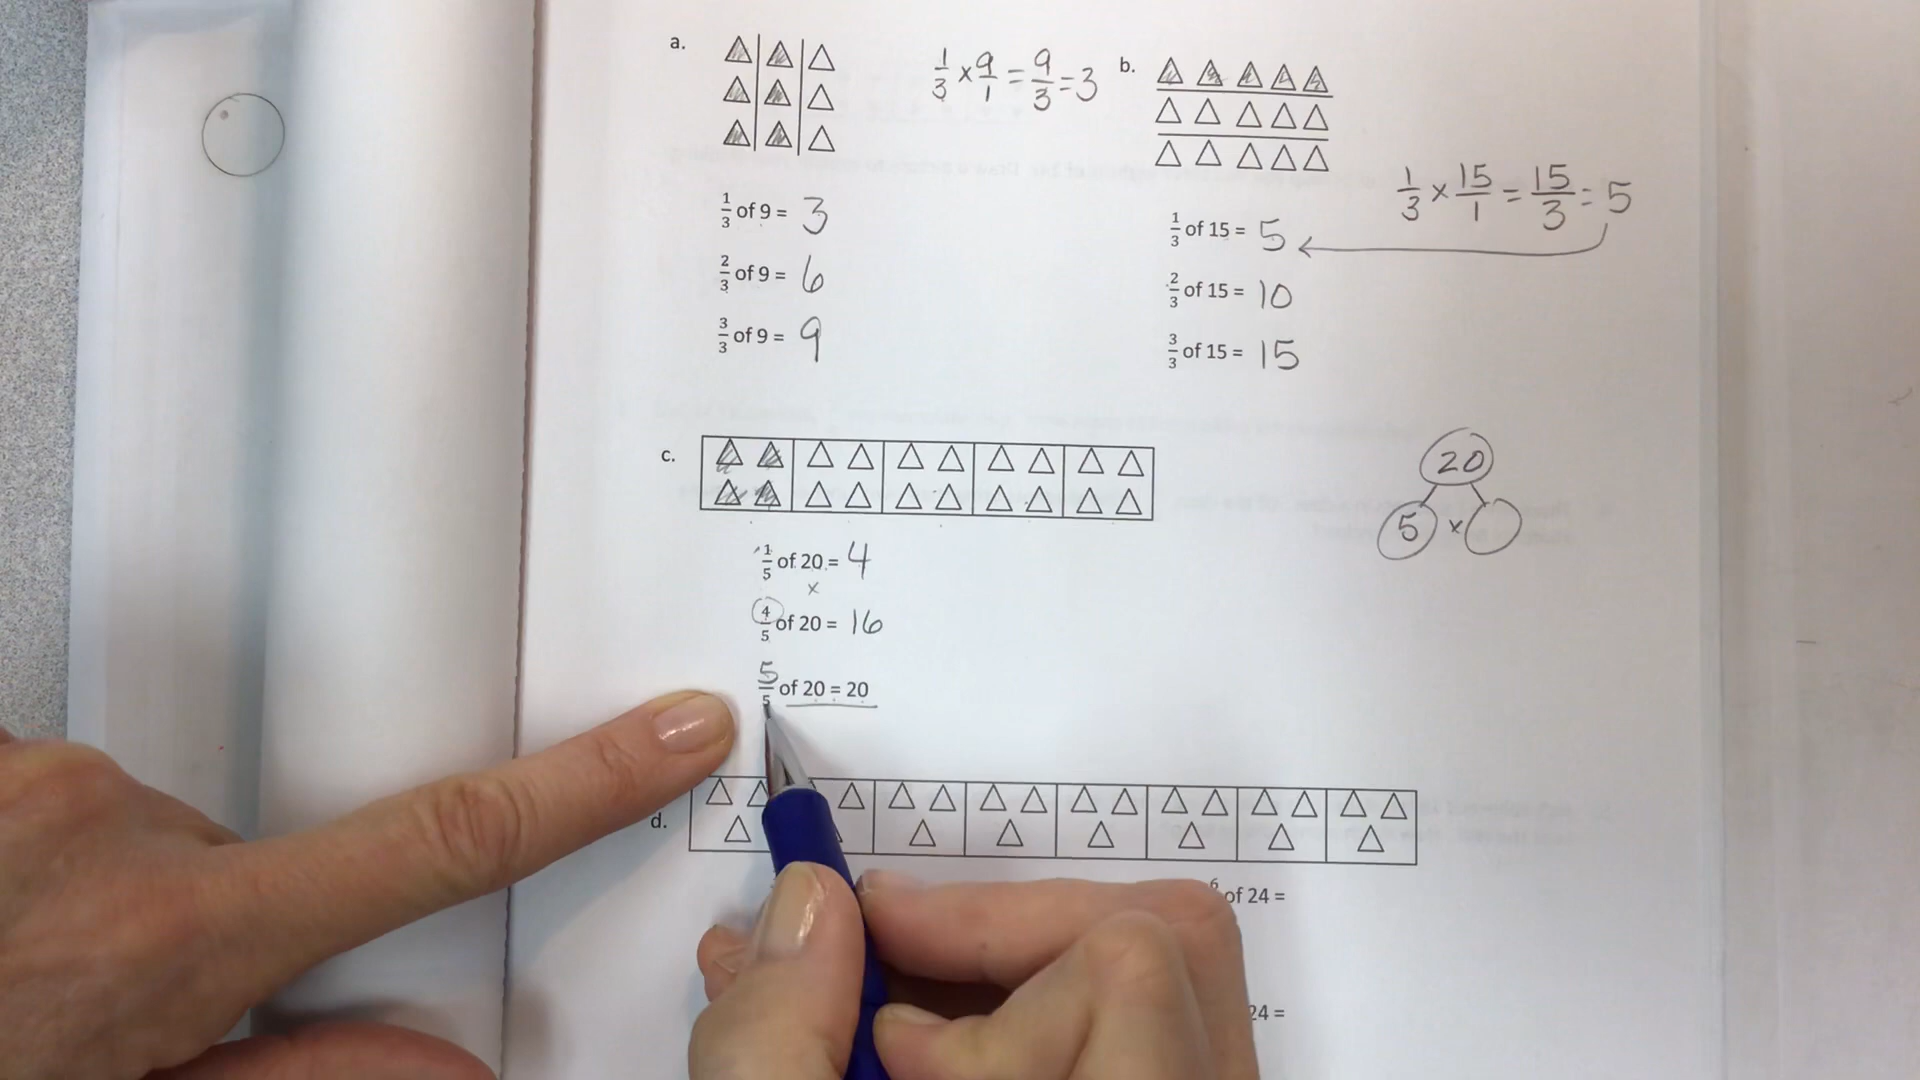 a.
1/3 × 9/1 = 9/3 = 3
1/3 of 9 = 3
2/3 of 9 = 6
3/3 of 9 = 9
b.
1/3 × 15/1 = 15/3 = 5
1/3 of 15 = 5
2/3 of 15 = 10
3/3 of 15 = 15
c.
20
5 ×
1/5 of 20 = 4
×
4/5 of 20 = 16
5/5 of 20 = 20
d.
6
of 24 =
24 =